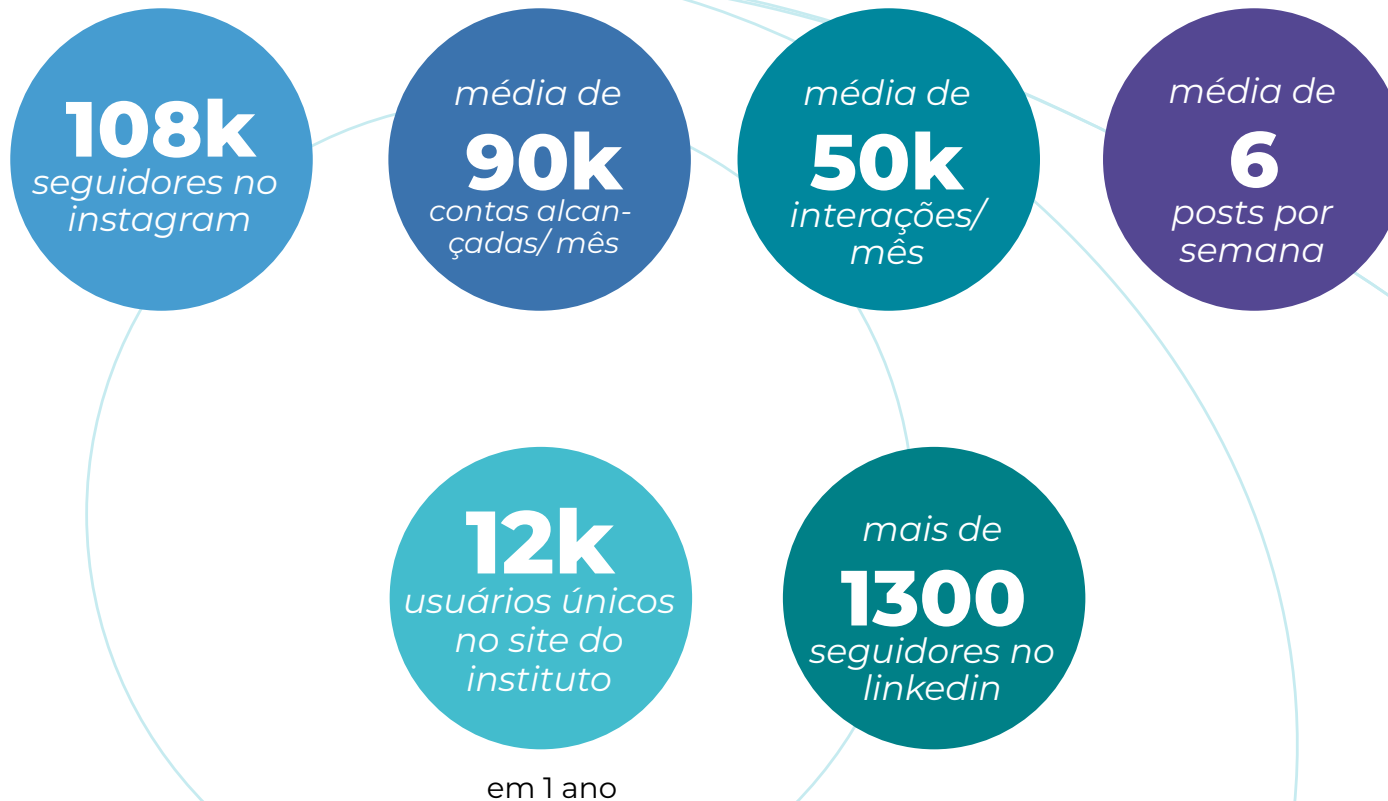 108k
seguidores no
instagram
média de
90k
contas alcan-
çadas/ mês
média de
50k
interações/
mês
média de
6
posts por
semana
12k
usuários únicos
no site do
instituto
em 1 ano
mais de
1300
seguidores no
linkedin